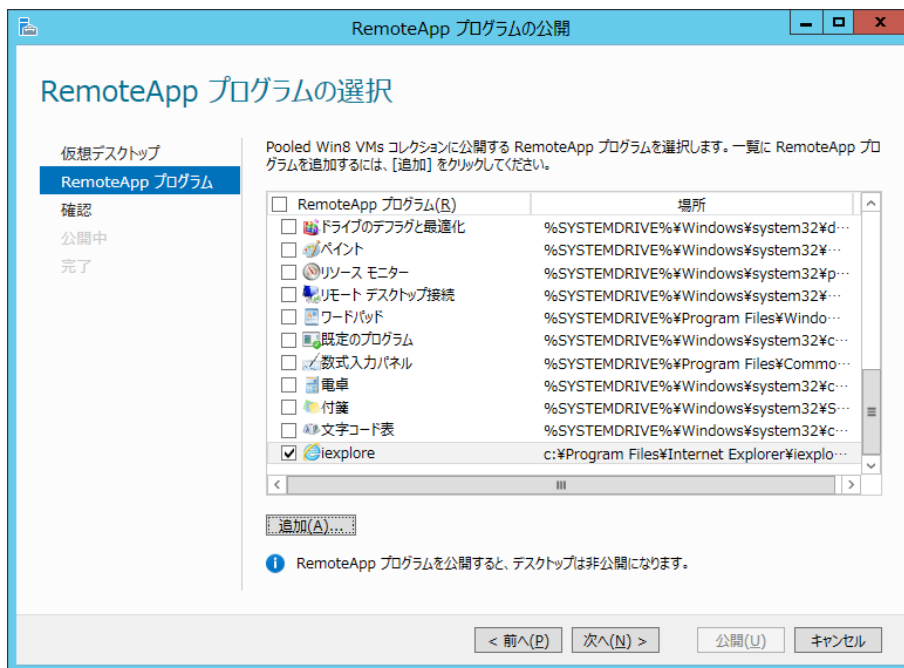 RemoteApp プログラムの公開
RemoteApp プログラムの選択
仮想デスクトップ
RemoteApp プログラム
確認
公開中
完了
Pooled Win8 VMs コレクションに公開する RemoteApp プログラムを選択します。一覧に RemoteApp プロ
グラムを追加するには、[追加] をクリックしてください。
RemoteApp プログラム(R) 場所
ドライブのデフラグと最適化 %SYSTEMDRIVE%¥Windows¥system32¥d…
ペイント %SYSTEMDRIVE%¥Windows¥system32¥…
リソース モニター %SYSTEMDRIVE%¥Windows¥system32¥p…
リモート デスクトップ接続 %SYSTEMDRIVE%¥Windows¥system32¥…
ワードパッド %SYSTEMDRIVE%¥Program Files¥Windo…
既定のプログラム %SYSTEMDRIVE%¥Windows¥system32¥c…
数式入力パネル %SYSTEMDRIVE%¥Program Files¥Commo…
電卓 %SYSTEMDRIVE%¥Windows¥system32¥c…
付箋 %SYSTEMDRIVE%¥Windows¥system32¥S…
文字コード表 %SYSTEMDRIVE%¥Windows¥system32¥c…
iexplore c:¥Program Files¥Internet Explorer¥iexplo…
追加(A)...
RemoteApp プログラムを公開すると、デスクトップは非公開になります。
< 前へ(P) 次へ(N) > 公開(U) キャンセル